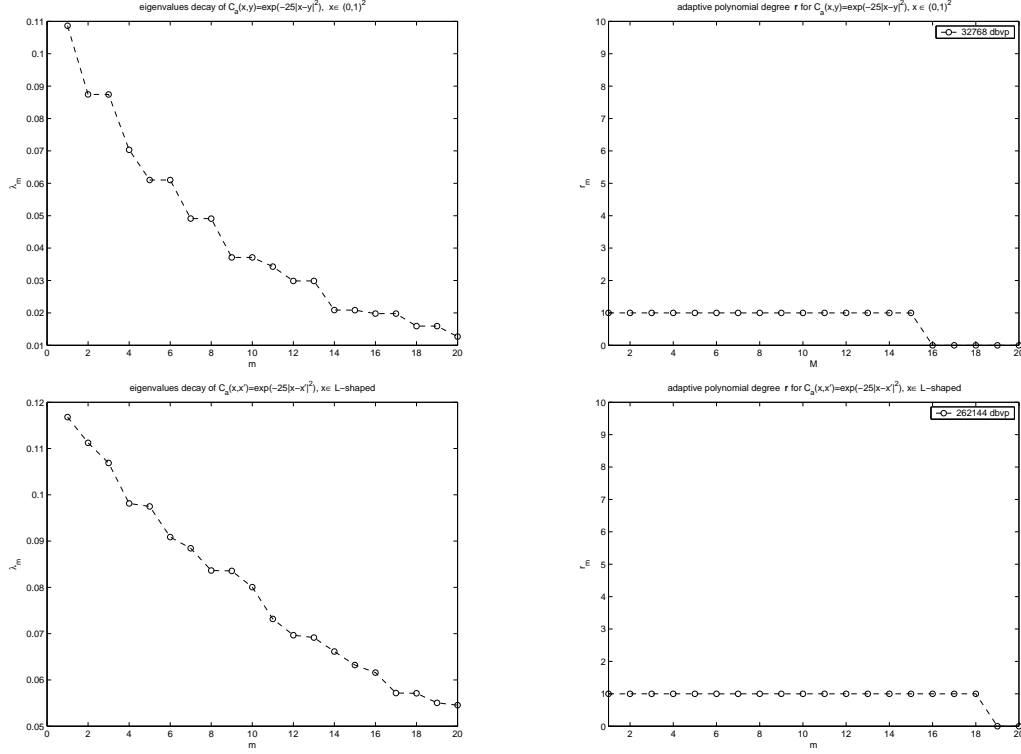 eigenvalues decay of C_a(x,y)=exp(-25|x-y|^2), x∈ (0,1)^2
0.11
0.1
0.09
0.08
0.07
0.06
0.05
0.04
0.03
0.02
0.01
λ_m
0 2 4 6 8 10 12 14 16 18 20
m
adaptive polynomial degree r for C_a(x,y)=exp(-25|x-y|^2), x ∈ (0,1)^2
32768 dbvp
10
9
8
7
6
5
4
3
2
1
0
r_m
2 4 6 8 10 12 14 16 18 20
M
eigenvalues decay of C_a(x,x')=exp(-25|x-x'|^2), x∈ L-shaped
0.12
0.11
0.1
0.09
0.08
0.07
0.06
0.05
λ_m
0 2 4 6 8 10 12 14 16 18 20
m
adaptive polynomial degree r for C_a(x,x')=exp(-25|x-x'|^2), x∈ L-shaped
262144 dbvp
10
9
8
7
6
5
4
3
2
1
0
r_m
2 4 6 8 10 12 14 16 18 20
m